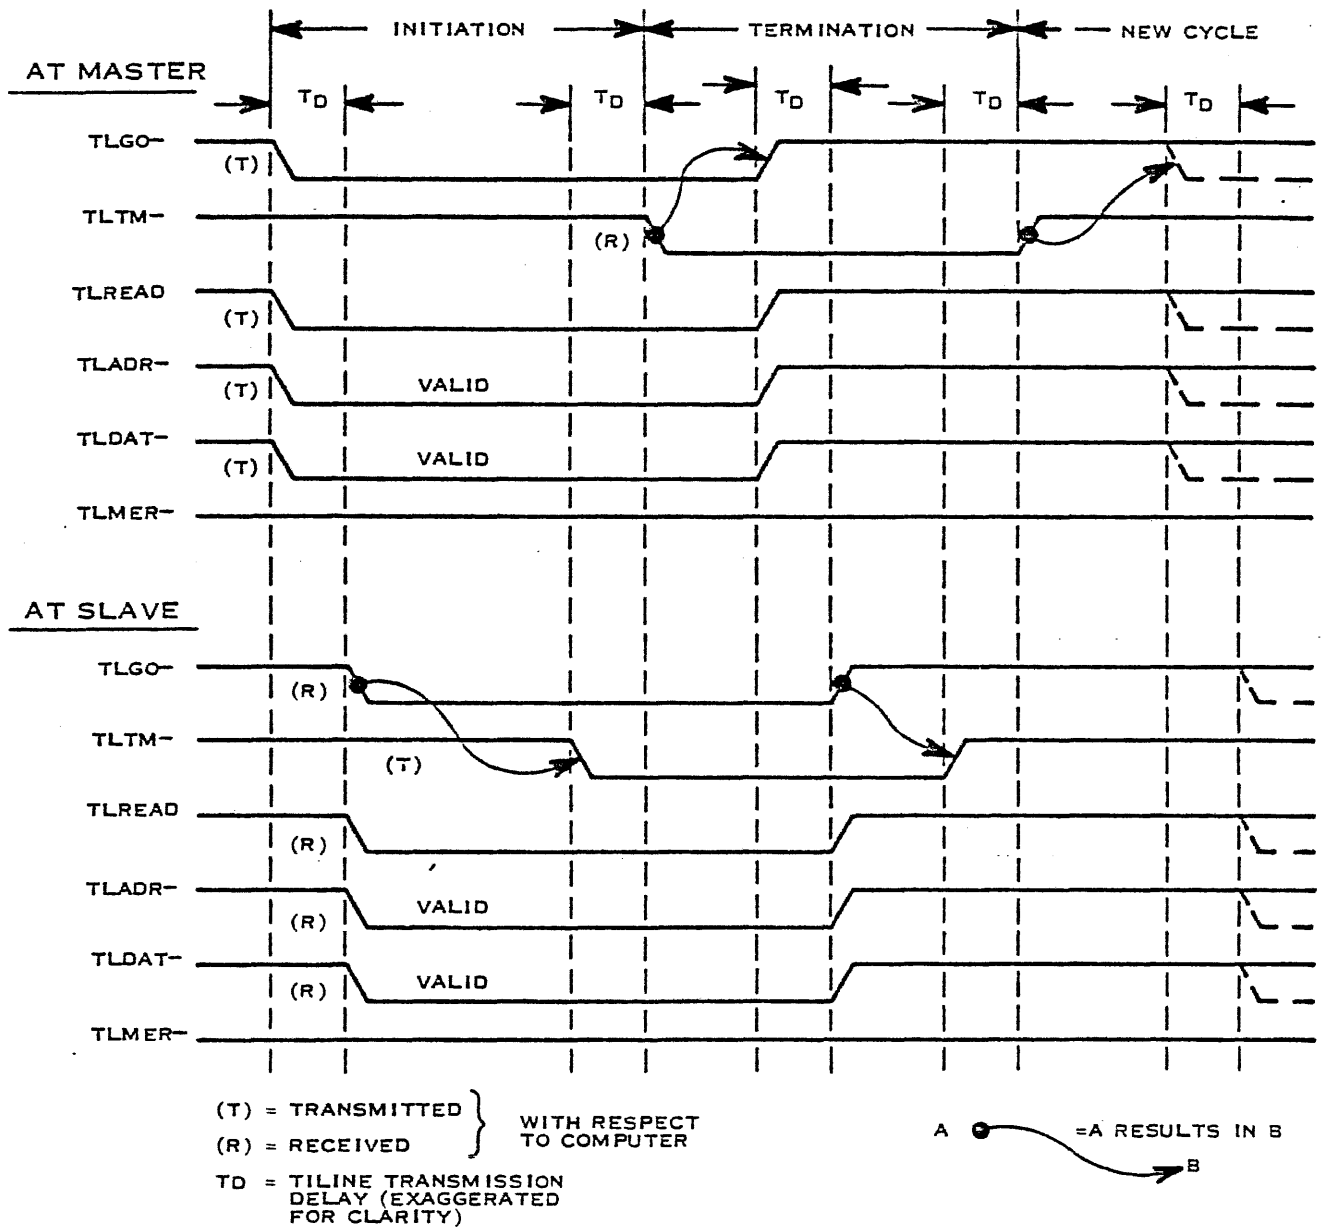 INITIATION TERMINATION NEW CYCLE
AT MASTER
TD TD TD TD TD
TLGO−
(T)
TLTM−
(R)
TLREAD
(T)
TLADR−
(T) VALID
TLDAT−
(T) VALID
TLMER−
AT SLAVE
TLGO−
(R)
TLTM−
(T)
TLREAD
(R)
TLADR−
(R) VALID
TLDAT−
(R) VALID
TLMER−
(T) = TRANSMITTED
(R) = RECEIVED
WITH RESPECT
TO COMPUTER
TD = TILINE TRANSMISSION
DELAY (EXAGGERATED
FOR CLARITY)
A =A RESULTS IN B
B